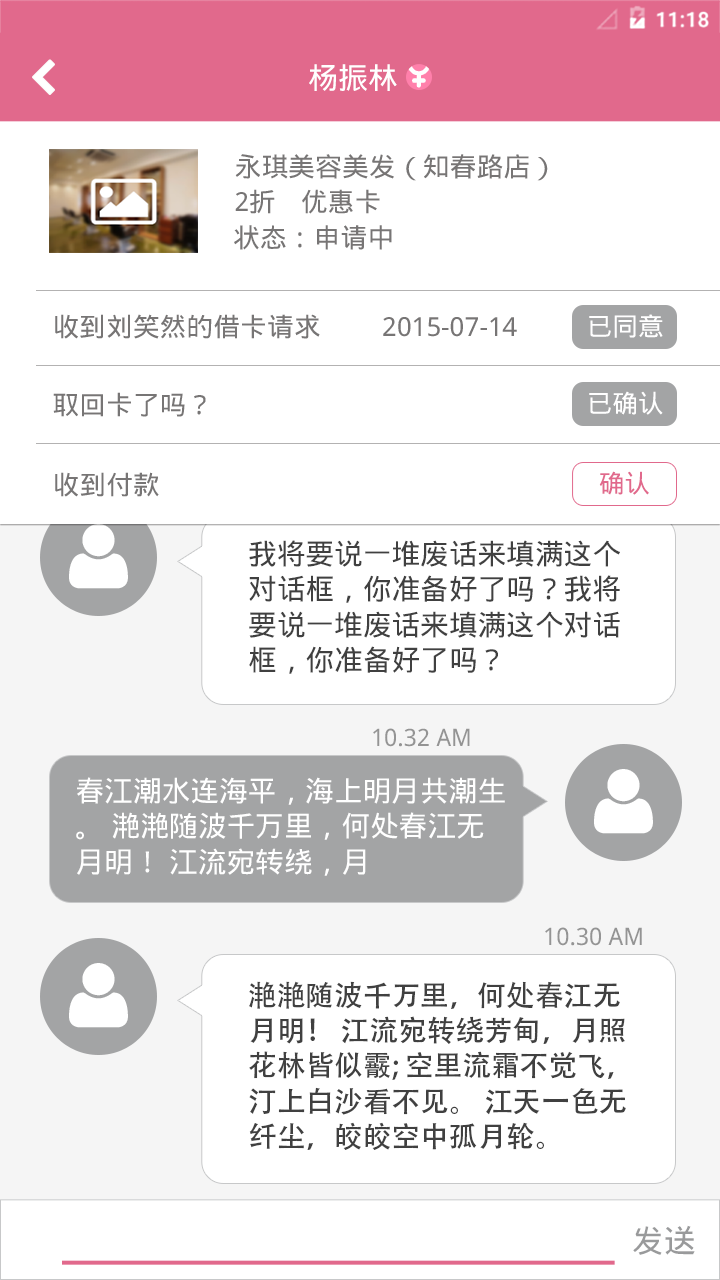 11:18
杨振林
永琪美容美发（知春路店）
2折 优惠卡
状态：申请中
收到刘笑然的借卡请求 2015-07-14 已同意
取回卡了吗？ 已确认
收到付款 确认
我将要说一堆废话来填满这个
对话框，你准备好了吗？我将
要说一堆废话来填满这个对话
框，你准备好了吗？
10.32 AM
春江潮水连海平，海上明月共潮生
。 滟滟随波千万里，何处春江无
月明！ 江流宛转绕，月
10.30 AM
滟滟随波千万里，何处春江无
月明！ 江流宛转绕芳甸，月照
花林皆似霰;空里流霜不觉飞，
汀上白沙看不见。 江天一色无
纤尘，皎皎空中孤月轮。
发送